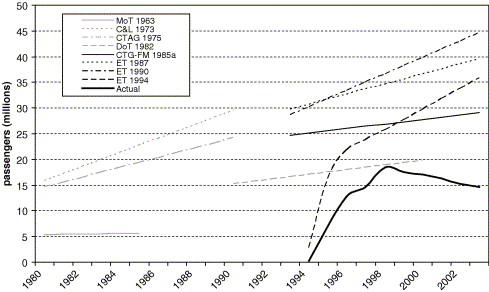 50
45
40
35
30
25
20
15
10
5
0
passengers (millions)
MoT 1963
C&L 1973
CTAG 1975
DoT 1982
CTG-FM 1985a
ET 1987
ET 1990
ET 1994
Actual
1980
1982
1984
1986
1988
1990
1992
1994
1996
1998
2000
2002